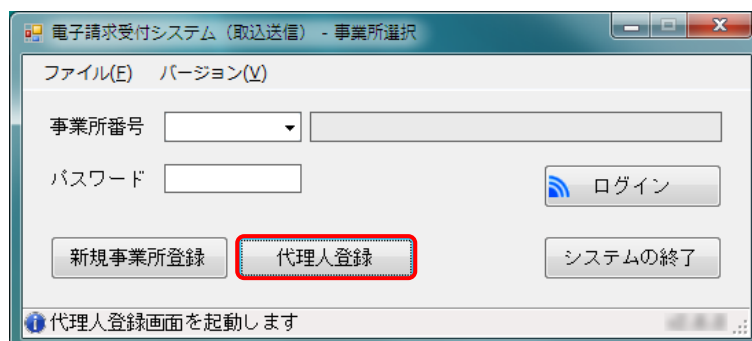 電子請求受付システム（取込送信） - 事業所選択
ファイル(F) バージョン(V)
事業所番号
パスワード
ログイン
新規事業所登録 代理人登録 システムの終了
代理人登録画面を起動します